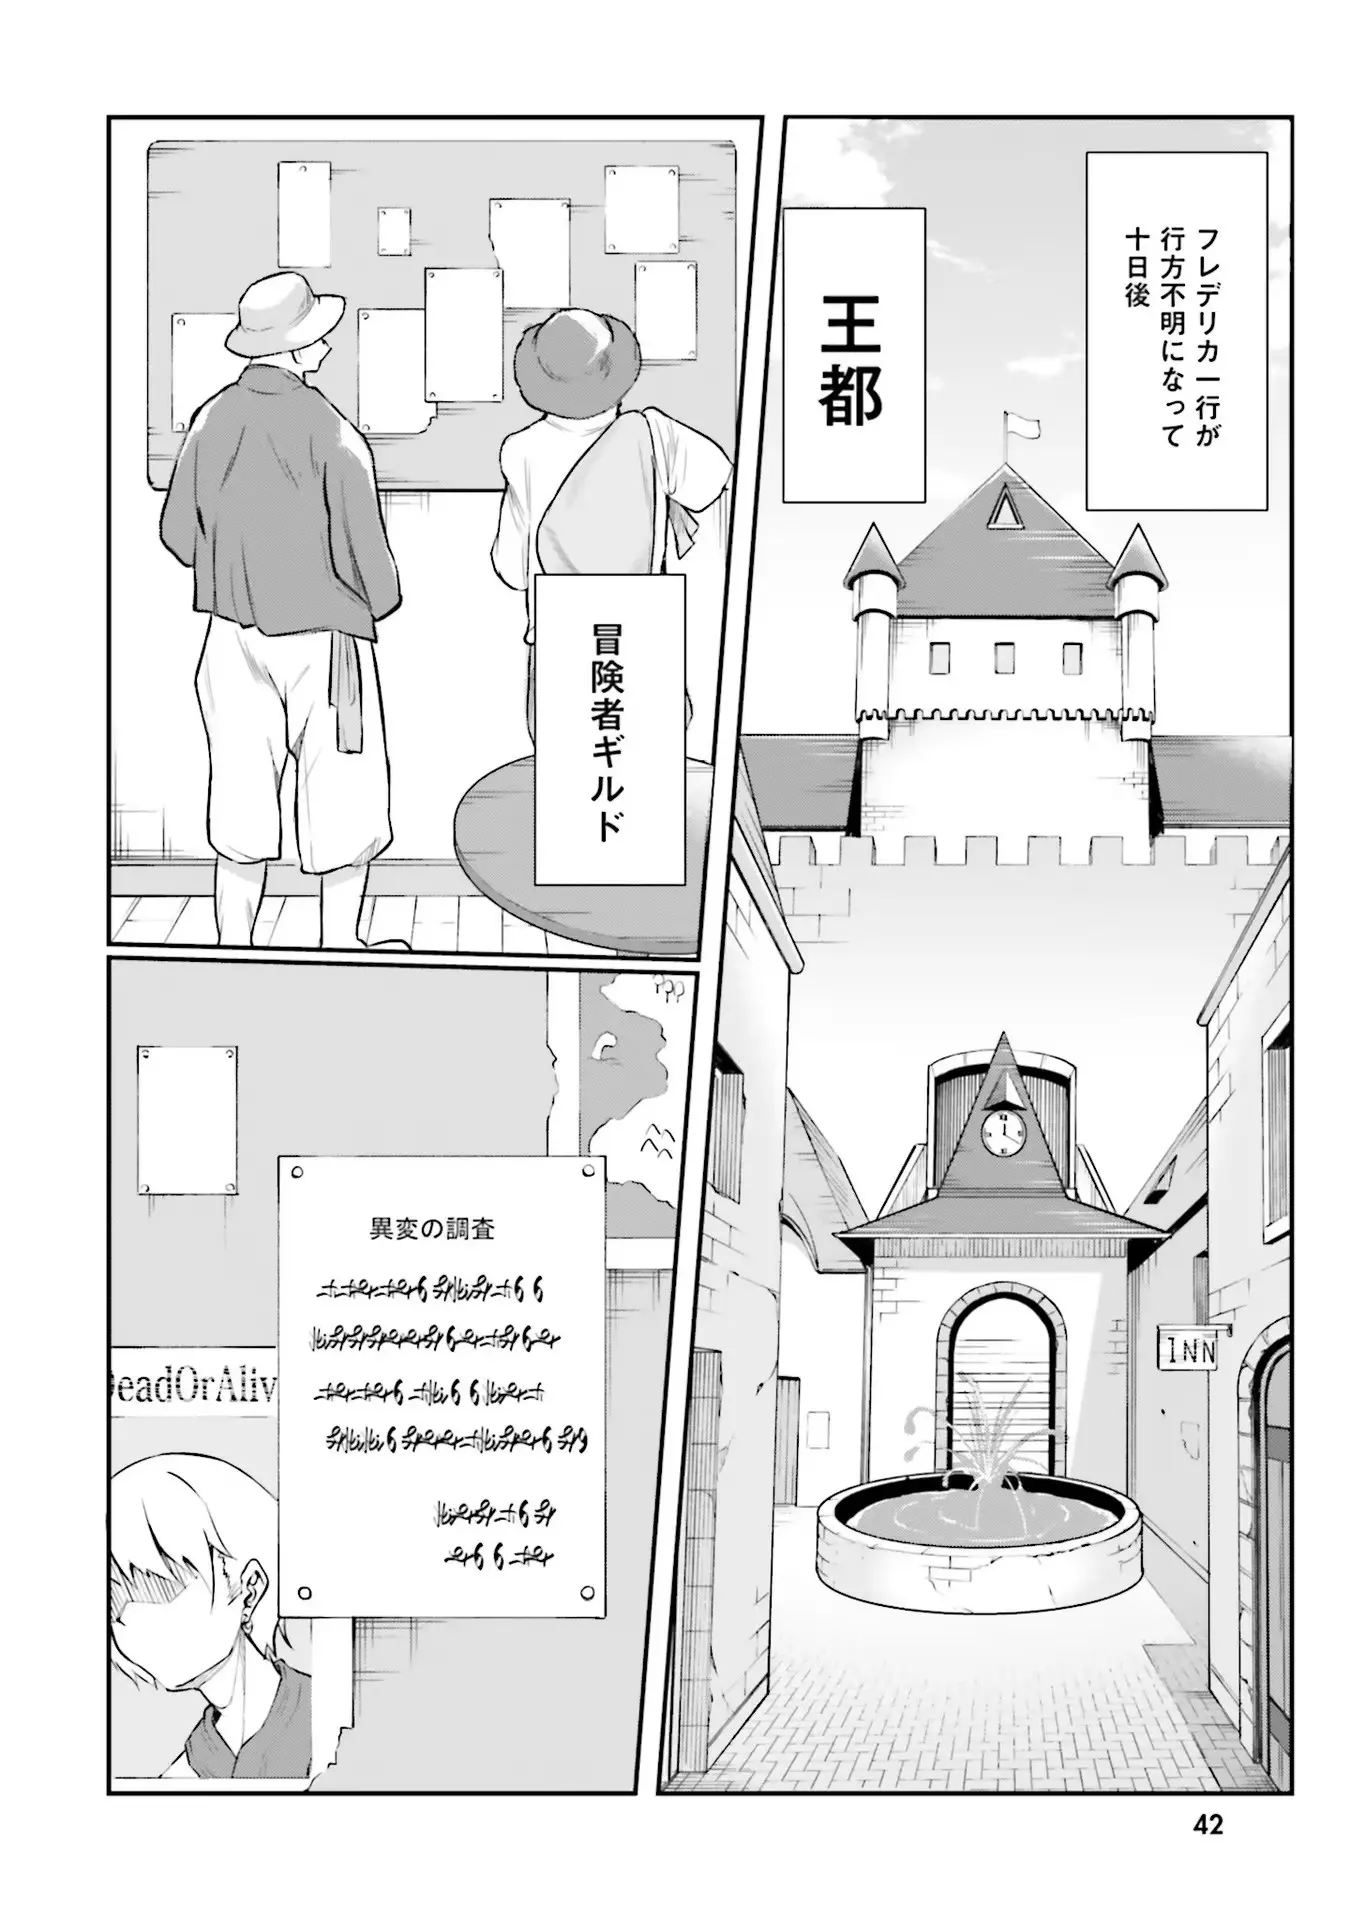 フレデリカ一行が
行方不明になって
十日後
王都
INN
冒険者ギルド
異変の調査
DeadOrAliv
42